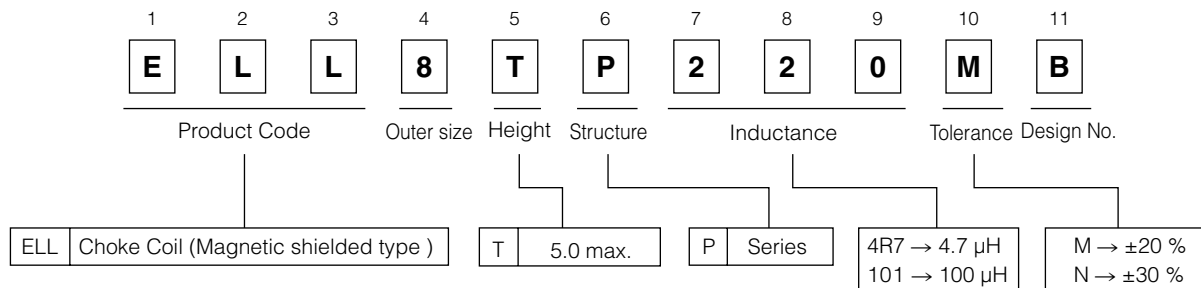 1 2 3 4 5 6 7 8 9 10 11
E L L 8 T P 2 2 0 M B
Product Code Outer size Height Structure Inductance Tolerance Design No.
ELL Choke Coil (Magnetic shielded type ) T 5.0 max. P Series 4R7 → 4.7 µH M → ±20 %
101 → 100 µH N → ±30 %